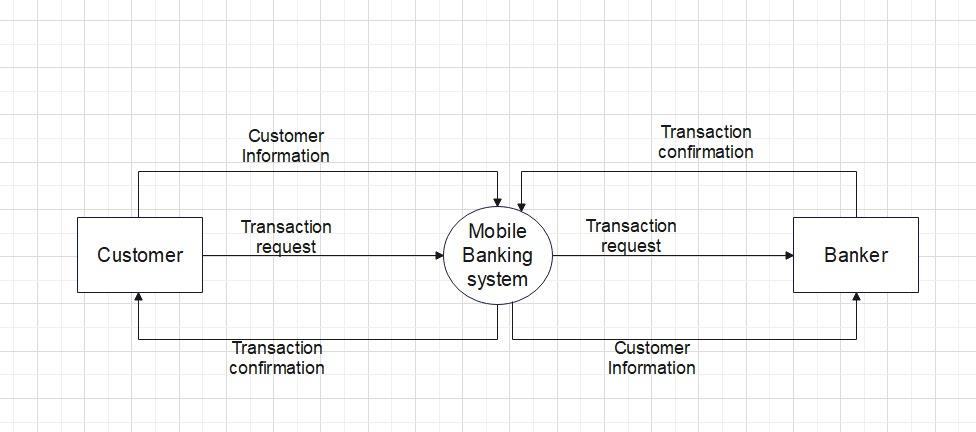 Customer
Information
Transaction
confirmation
Customer
Transaction
request
Mobile
Banking
system
Transaction
request
Banker
Transaction
confirmation
Customer
Information